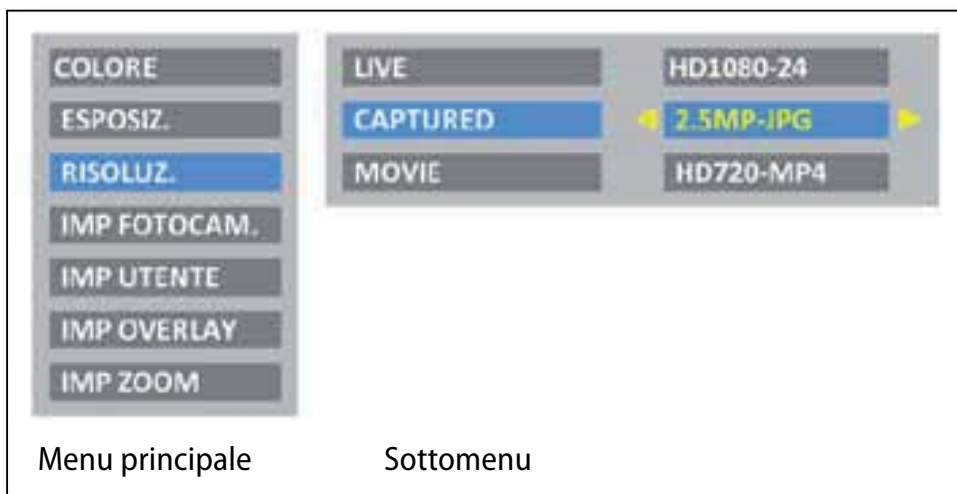 COLORE
ESPOSIZ.
RISOLUZ.
IMP FOTOCAM.
IMP UTENTE
IMP OVERLAY
IMP ZOOM
LIVE HD1080-24
CAPTURED 2.5MP-JPG
MOVIE HD720-MP4
Menu principale
Sottomenu